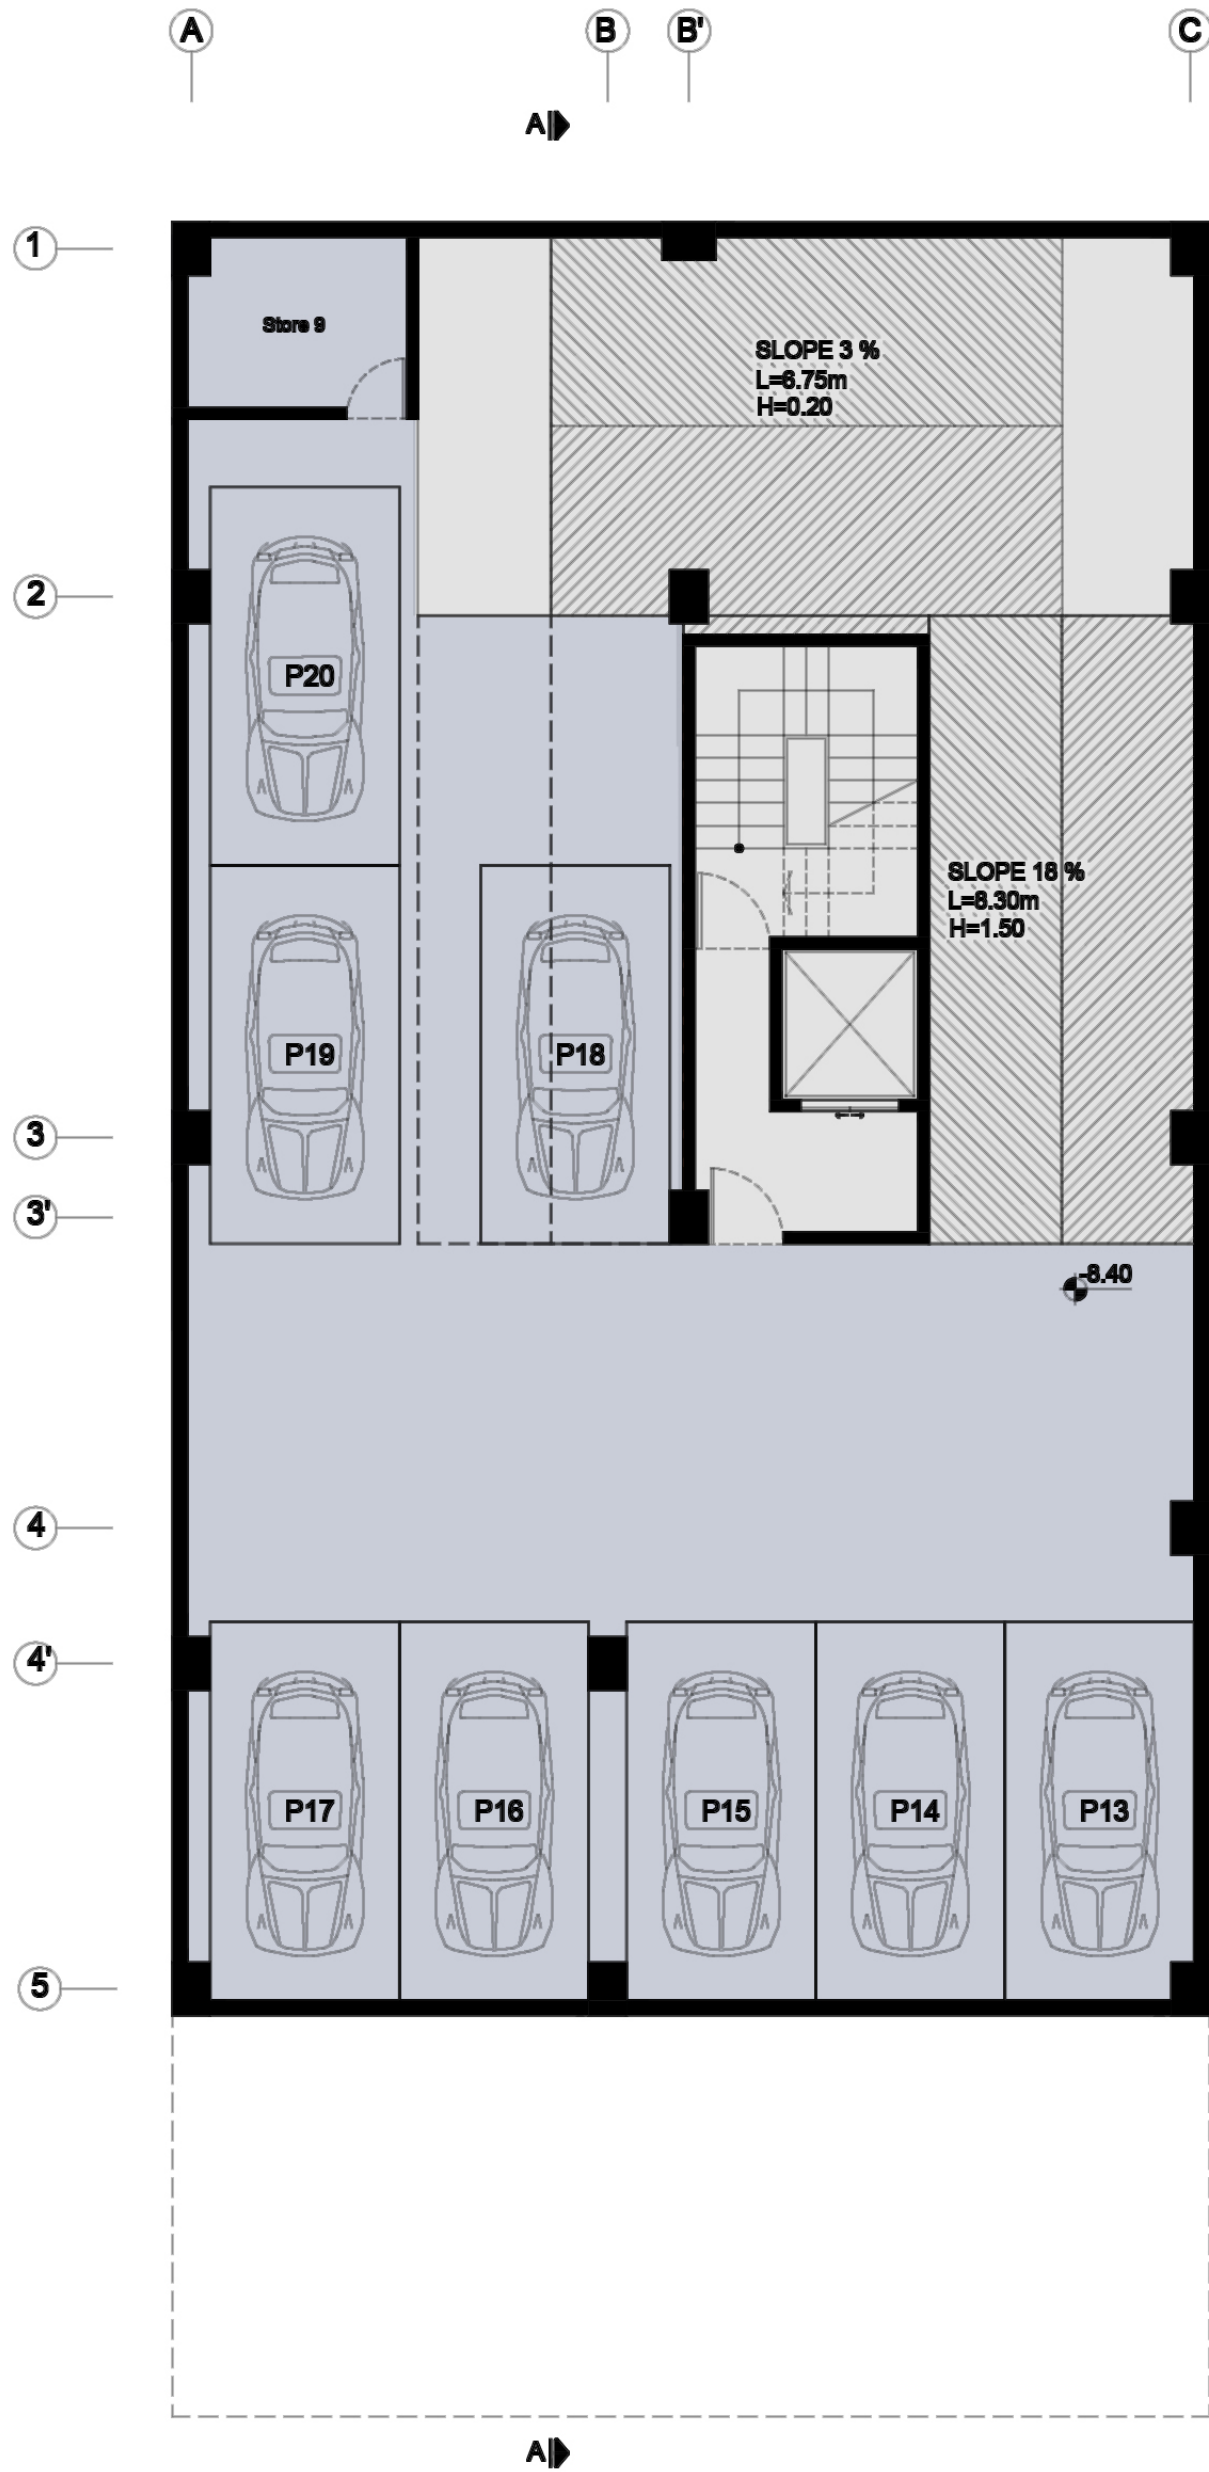 A B B' C
A
1
Store 9
SLOPE 3 %
L=6.75m
H=0.20
2
P20
SLOPE 18 %
L=8.30m
H=1.50
P19 P18
3
3'
-8.40
4
4'
P17 P16 P15 P14 P13
5
A